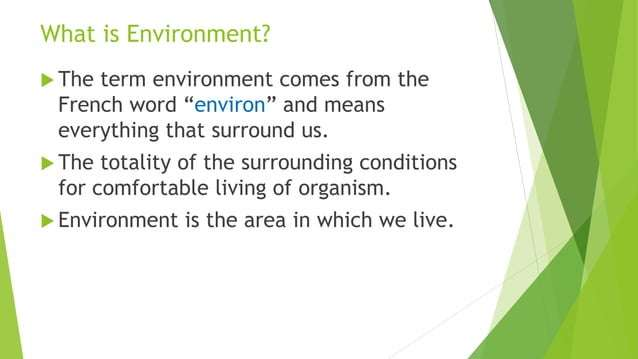 What is Environment?
The term environment comes from the
French word “environ” and means
everything that surround us.
The totality of the surrounding conditions
for comfortable living of organism.
Environment is the area in which we live.